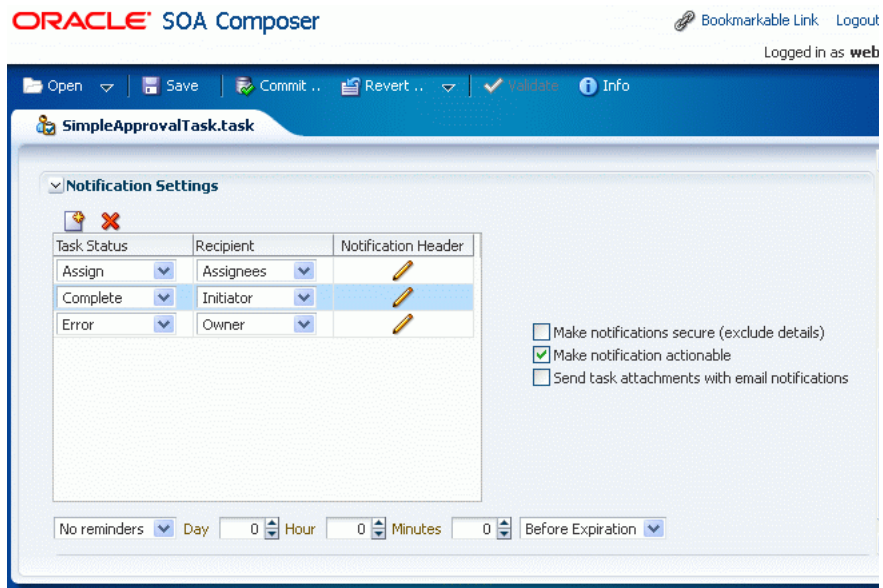 ORACLE SOA Composer
Bookmarkable Link Logout
Logged in as web
Open Save Commit .. Revert .. Validate Info
SimpleApprovalTask.task
Notification Settings
Task Status Recipient Notification Header
Assign Assignees
Complete Initiator
Error Owner
Make notifications secure (exclude details)
Make notification actionable
Send task attachments with email notifications
No reminders Day 0 Hour 0 Minutes 0 Before Expiration